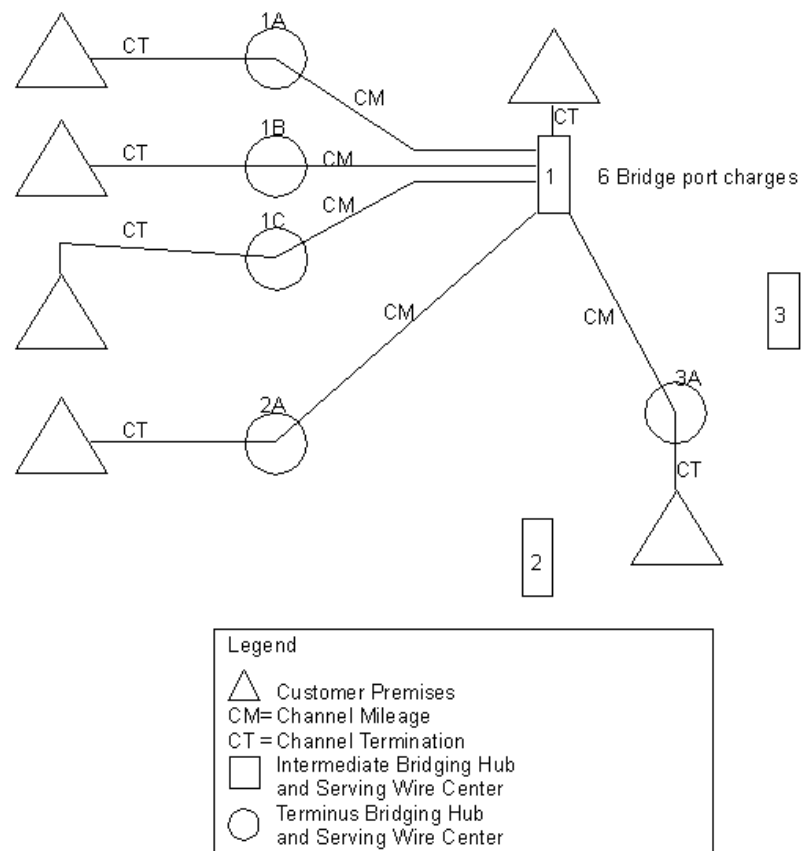 1A
CT
CM
1B
CT
CM
CT
1
6 Bridge port charges
1C
CT
CM
CM
CM
3
2A
CT
3A
CT
2
Legend
Customer Premises
CM= Channel Mileage
CT = Channel Termination
Intermediate Bridging Hub
and Serving Wire Center
Terminus Bridging Hub
and Serving Wire Center